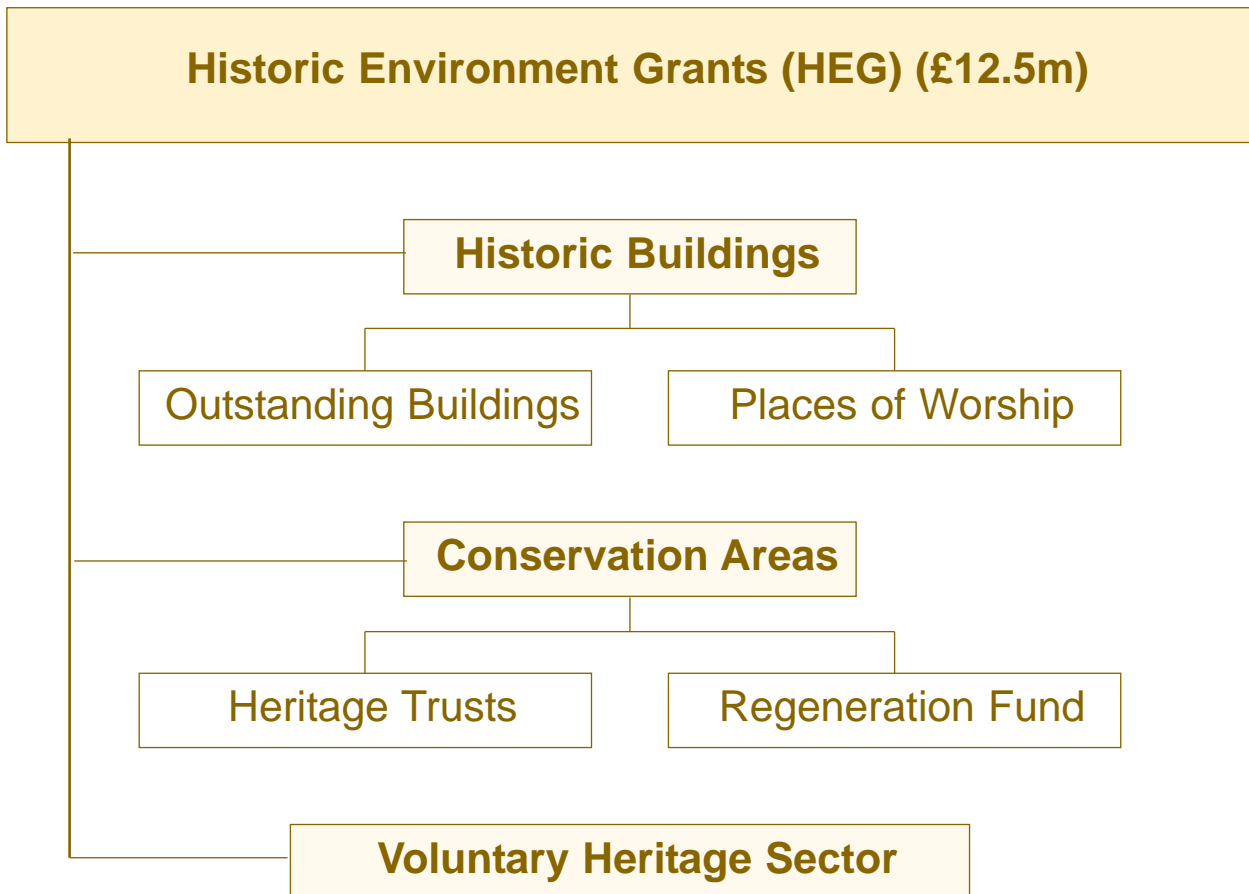 Historic Environment Grants (HEG) (£12.5m)
Historic Buildings
Outstanding Buildings
Places of Worship
Conservation Areas
Heritage Trusts
Regeneration Fund
Voluntary Heritage Sector